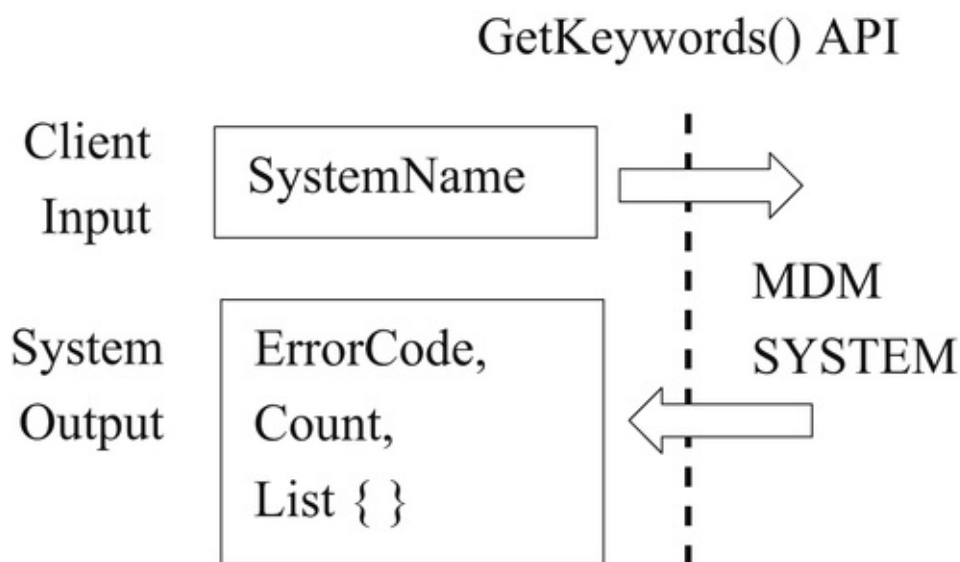 GetKeywords() API
Client
Input
SystemName
MDM
SYSTEM
System
Output
ErrorCode,
Count,
List { }